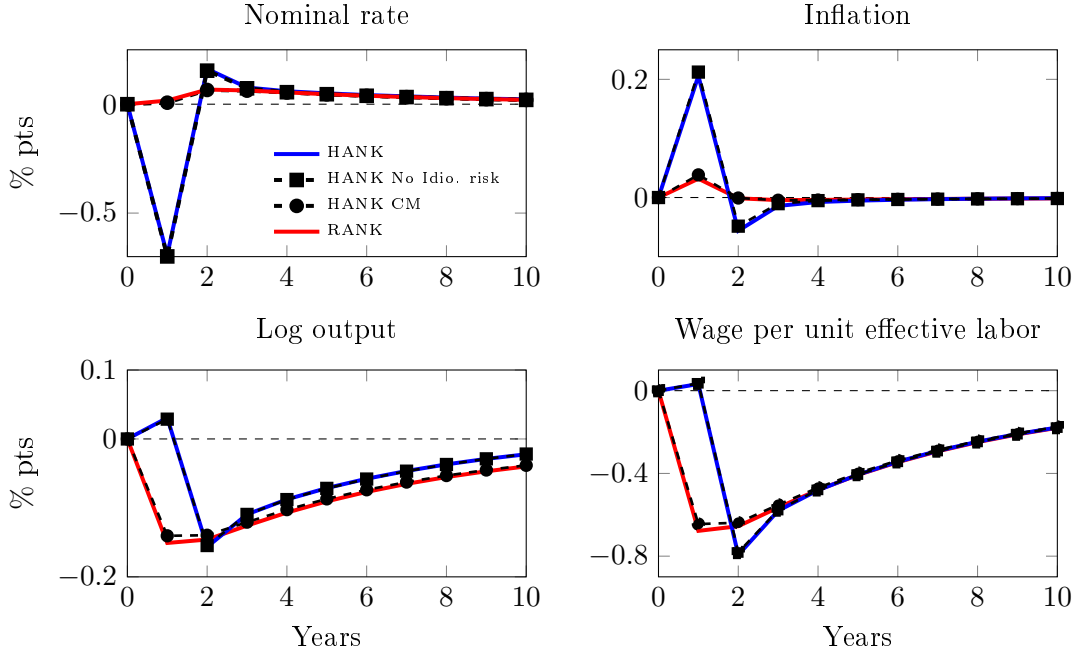 Nominal rate
% pts
0
−0.5
HANK
HANK No Idio. risk
HANK CM
RANK
0 2 4 6 8 10
Inflation
0.2
0
0 2 4 6 8 10
Log output
% pts
0.1
0
−0.2
0 2 4 6 8 10
Years
Wage per unit effective labor
0
−0.4
−0.8
0 2 4 6 8 10
Years